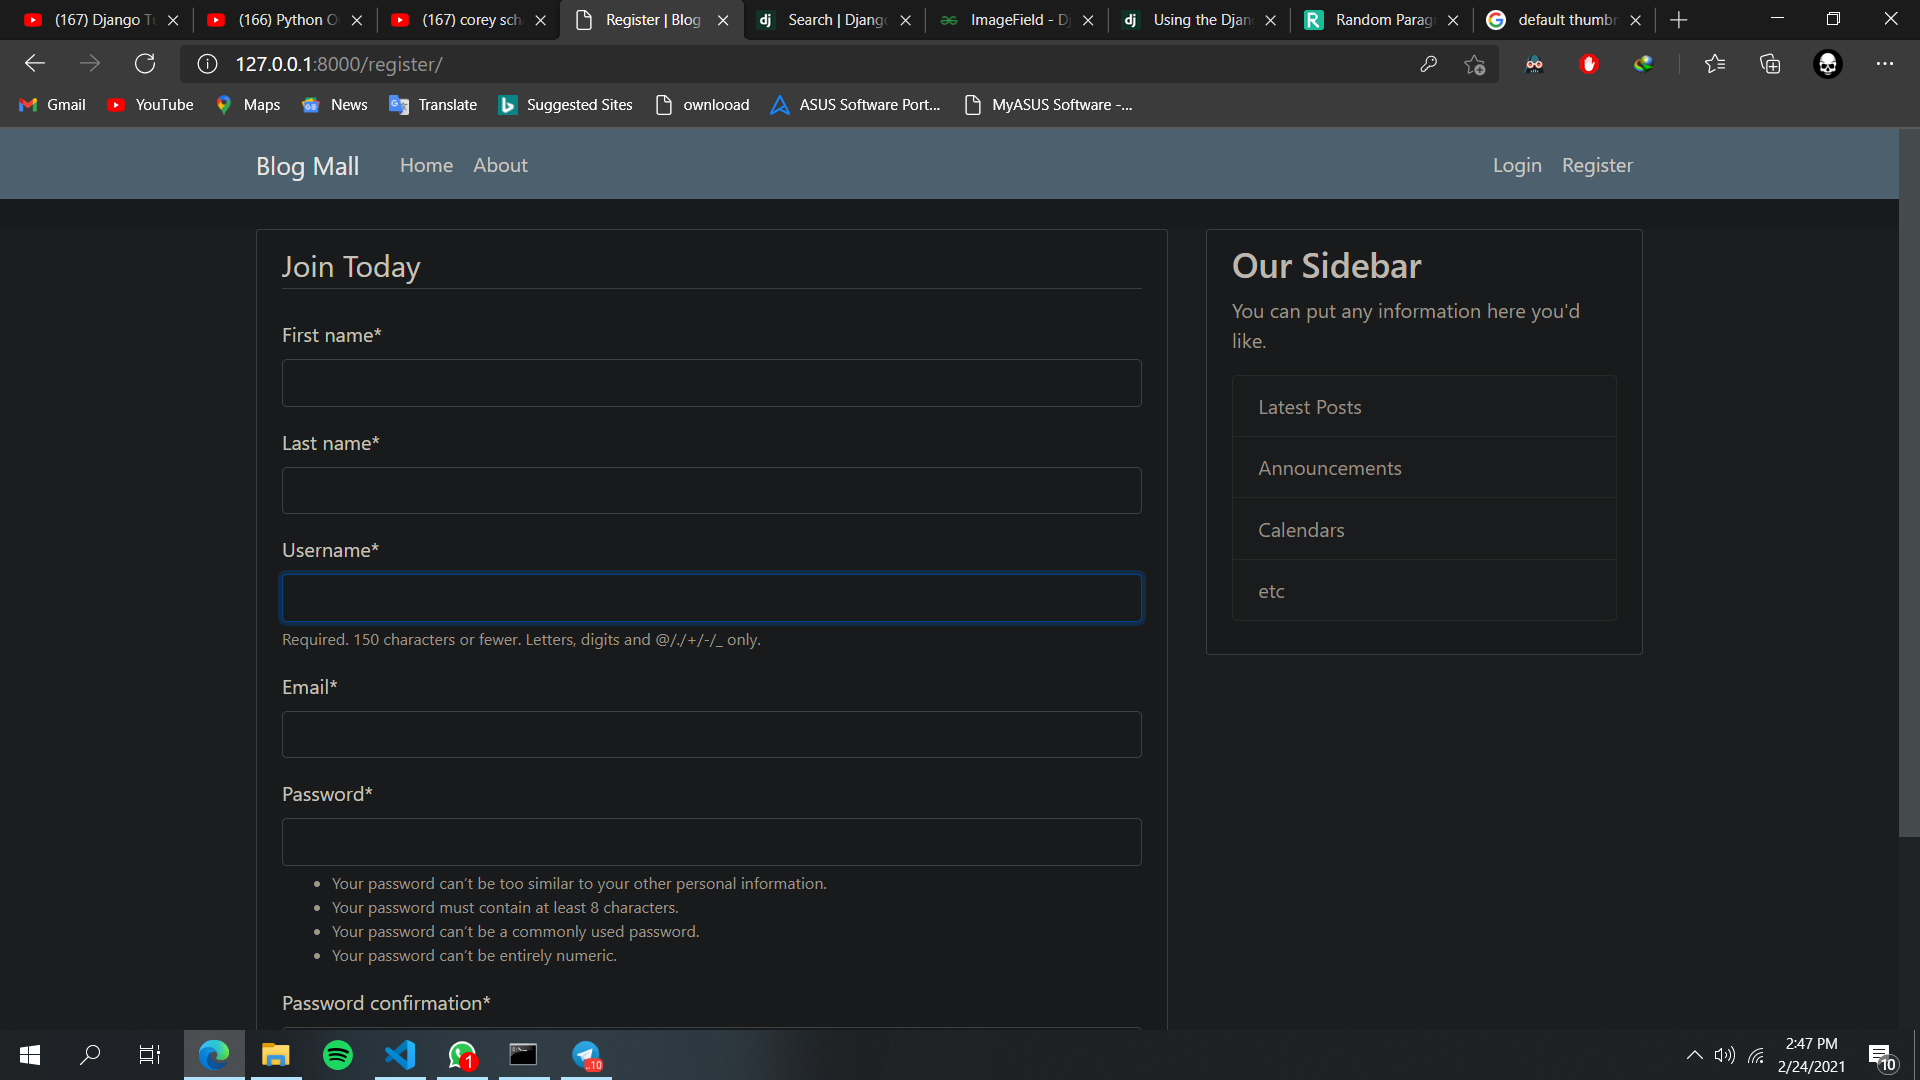 (167) Django Tu
(166) Python O
(167) corey sch
Register | Blog
Search | Django
ImageField - Dj
Using the Djan
Random Paragr
default thumbn
127.0.0.1:8000/register/
Gmail
YouTube
Maps
News
Translate
Suggested Sites
ownlooad
ASUS Software Port...
MyASUS Software -...
Blog Mall
Home
About
Login
Register
Join Today
First name*
Last name*
Username*
Required. 150 characters or fewer. Letters, digits and @/./+/-/_ only.
Email*
Password*
Your password can't be too similar to your other personal information.
Your password must contain at least 8 characters.
Your password can't be a commonly used password.
Your password can't be entirely numeric.
Password confirmation*
Our Sidebar
You can put any information here you'd
like.
Latest Posts
Announcements
Calendars
etc
1
..10
2:47 PM
2/24/2021
10